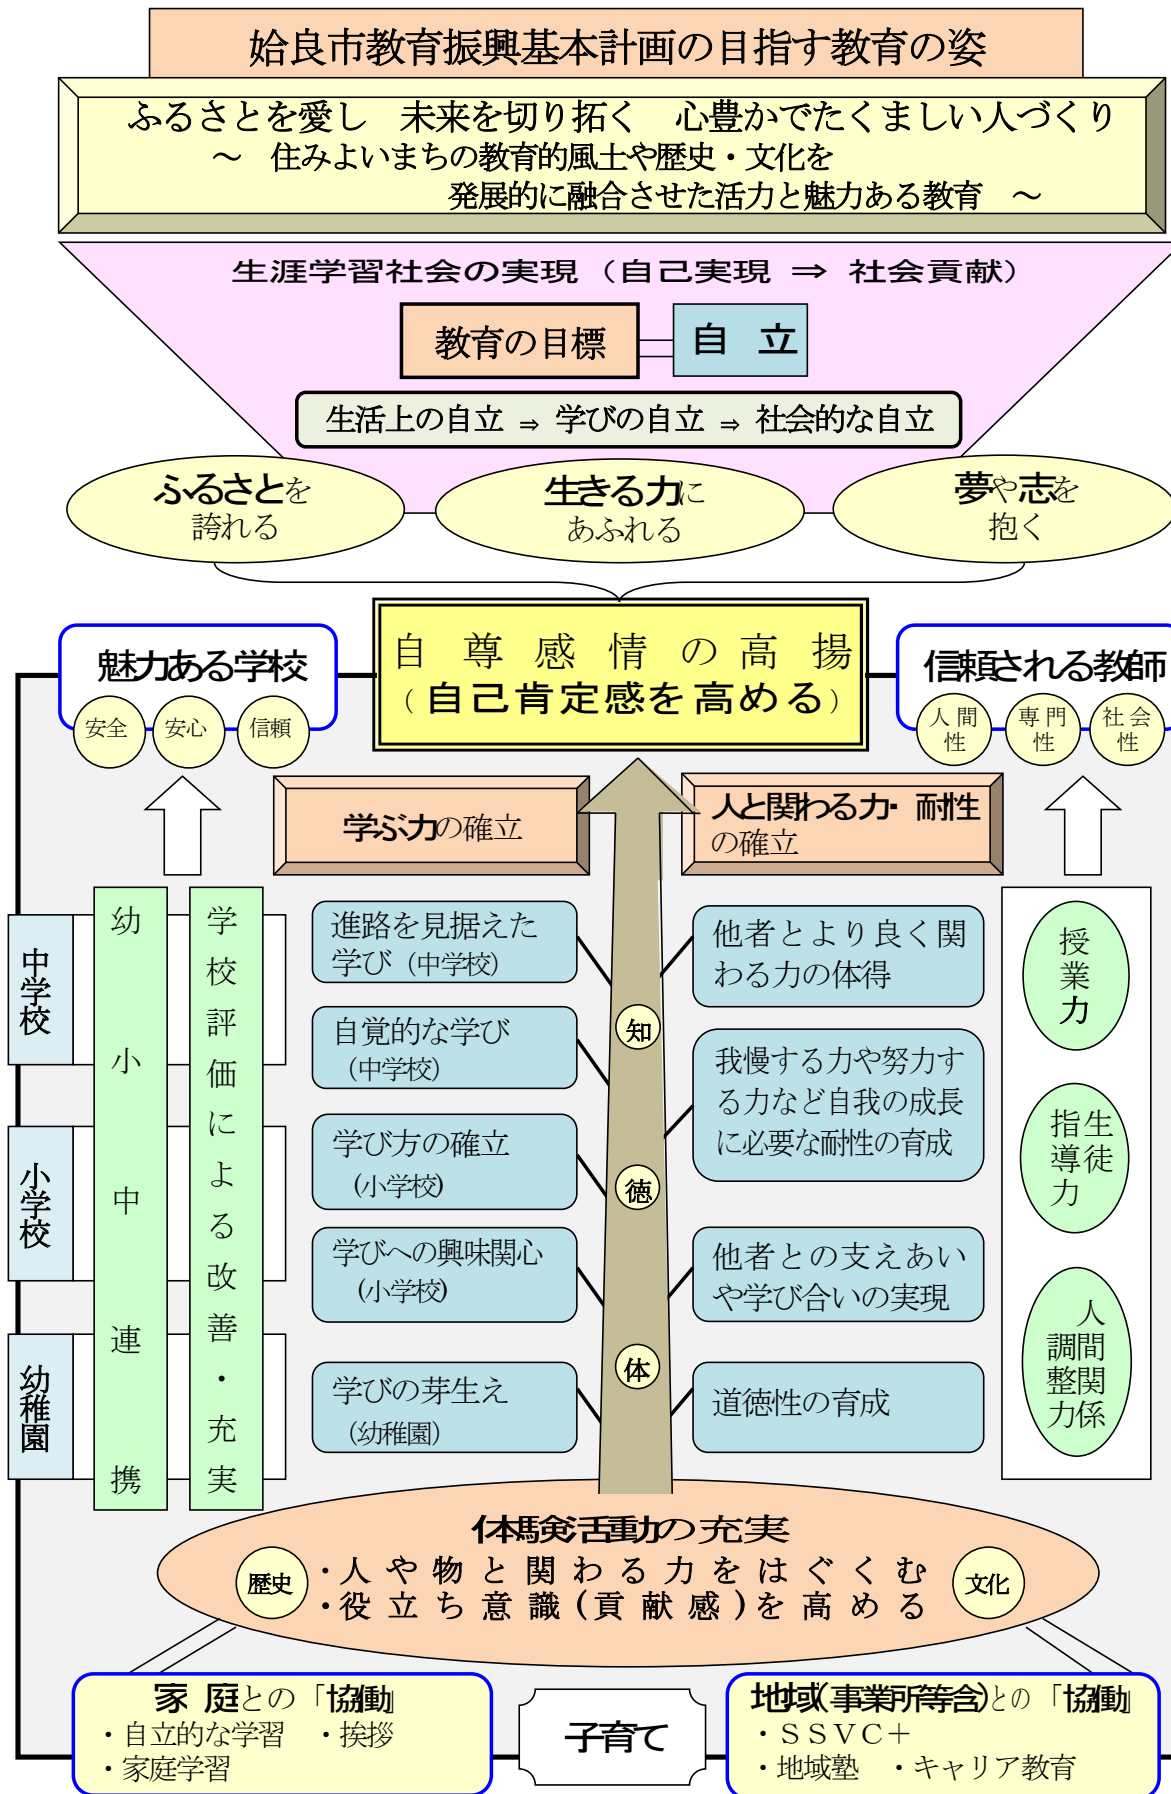 姶良市教育振興基本計画の目指す教育の姿
ふるさとを愛し　未来を切り拓く　心豊かでたくましい人づくり
～　住みよいまちの教育的風土や歴史・文化を
発展的に融合させた活力と魅力ある教育　～
生涯学習社会の実現（自己実現 ⇒ 社会貢献）
教育の目標
自　立
生活上の自立 ⇒ 学びの自立 ⇒ 社会的な自立
ふるさとを
誇れる
生きる力に
あふれる
夢や志を
抱く
自尊感情の高揚
（自己肯定感を高める）
魅力ある学校
安全
安心
信頼
信頼される教師
人間
性
専門
性
社会
性
学ぶ力の確立
人と関わる力・耐性
の確立
中学校
小学校
幼稚園
幼小中連携
学校評価による改善・充実
進路を見据えた
学び（中学校）
自覚的な学び
（中学校）
学び方の確立
（小学校）
学びへの興味関心
（小学校）
学びの芽生え
（幼稚園）
知
徳
体
他者とより良く関
わる力の体得
我慢する力や努力す
る力など自我の成長
に必要な耐性の育成
他者との支えあい
や学び合いの実現
道徳性の育成
授業力
生徒
指導力
人間関係
調整力
体験活動の充実
・人や物と関わる力をはぐくむ
・役立ち意識(貢献感)を高める
歴史
文化
家庭との「協働」
・自立的な学習　・挨拶
・家庭学習
子育て
地域(事業所等含)との「協働」
・ＳＳＶＣ＋
・地域塾　・キャリア教育